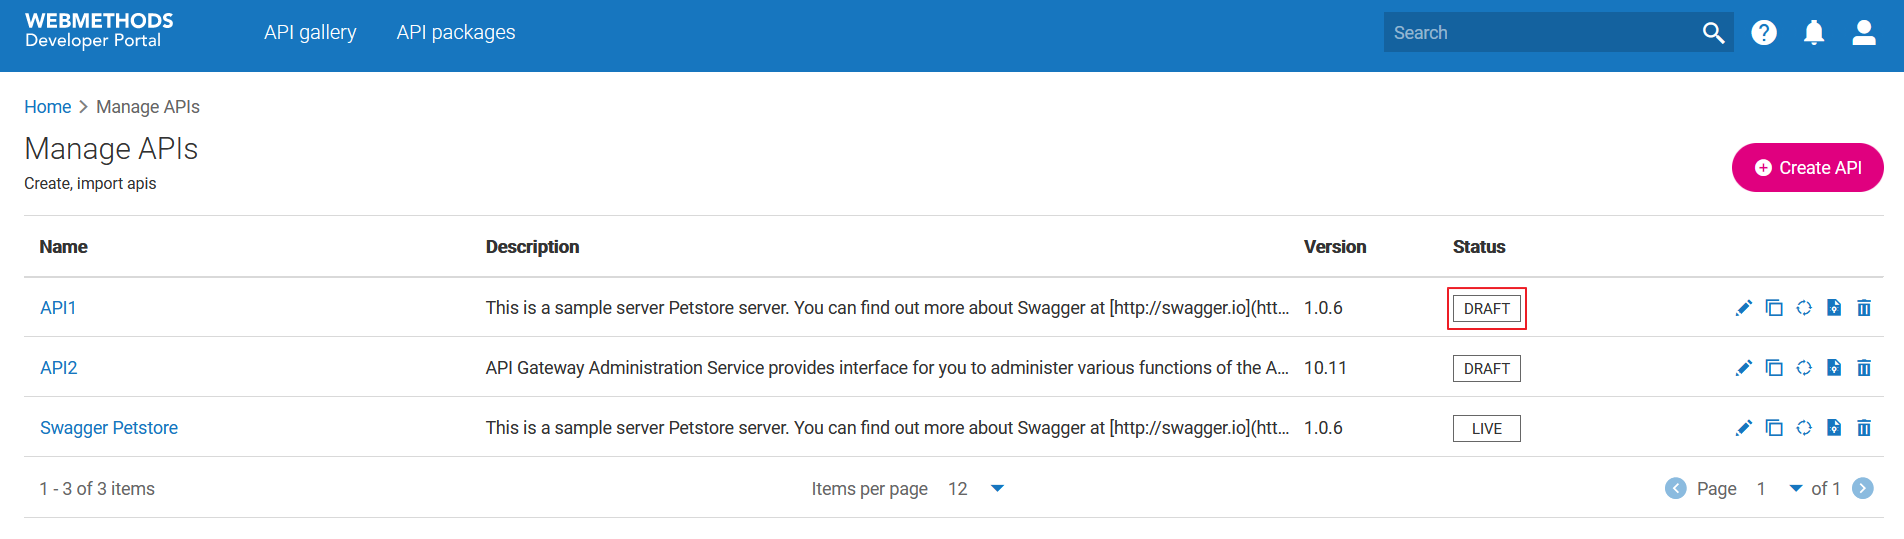 WEBMETHODS
Developer Portal
API gallery
API packages
Search
Home > Manage APIs
Manage APIs
Create, import apis
Create API
Name Description Version Status
API1 This is a sample server Petstore server. You can find out more about Swagger at [http://swagger.io](htt... 1.0.6 DRAFT
API2 API Gateway Administration Service provides interface for you to administer various functions of the A... 10.11 DRAFT
Swagger Petstore This is a sample server Petstore server. You can find out more about Swagger at [http://swagger.io](htt... 1.0.6 LIVE
1 - 3 of 3 items Items per page 12 Page 1 of 1